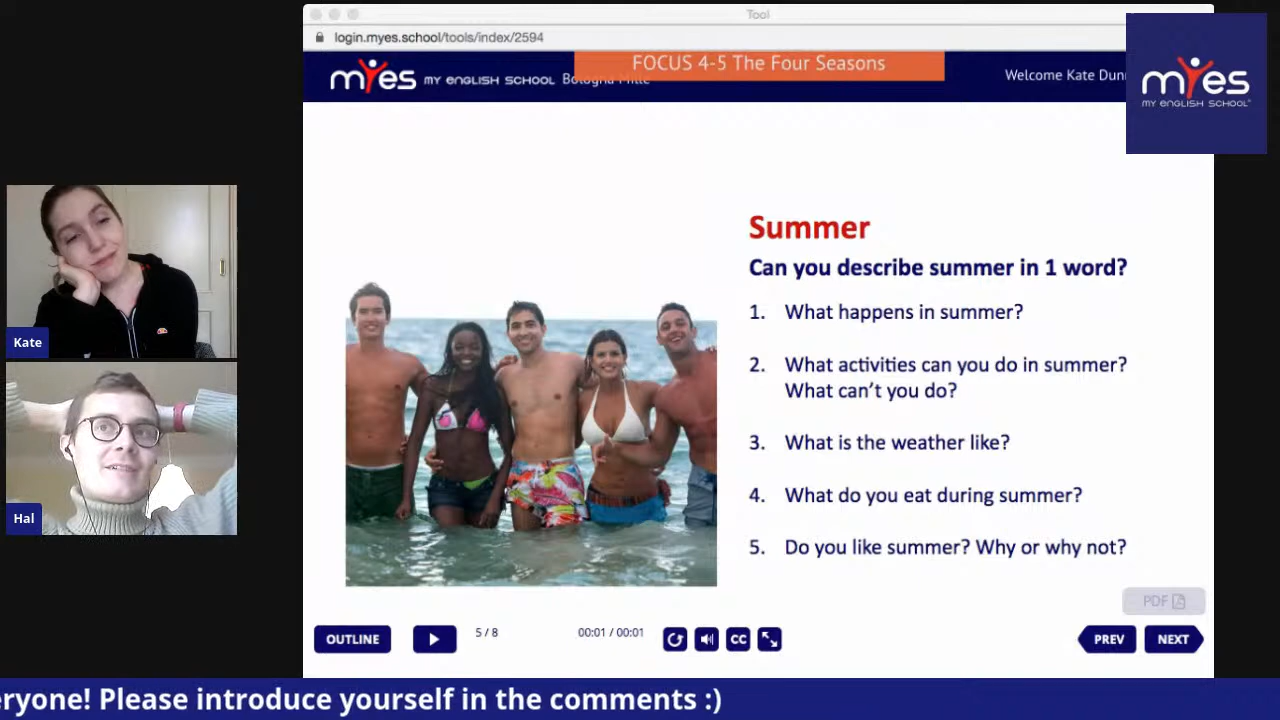 Tool
login.myes.school/tools/index/2594
FOCUS 4-5 The Four Seasons
myes MY ENGLISH SCHOOL Bologna Mille
Welcome Kate Dunn
myes
MY ENGLISH SCHOOL
Summer
Can you describe summer in 1 word?
1. What happens in summer?
2. What activities can you do in summer?
What can't you do?
3. What is the weather like?
4. What do you eat during summer?
5. Do you like summer? Why or why not?
Kate
Hal
PDF
OUTLINE
5 / 8
00:01 / 00:01
CC
PREV
NEXT
eryone! Please introduce yourself in the comments :)